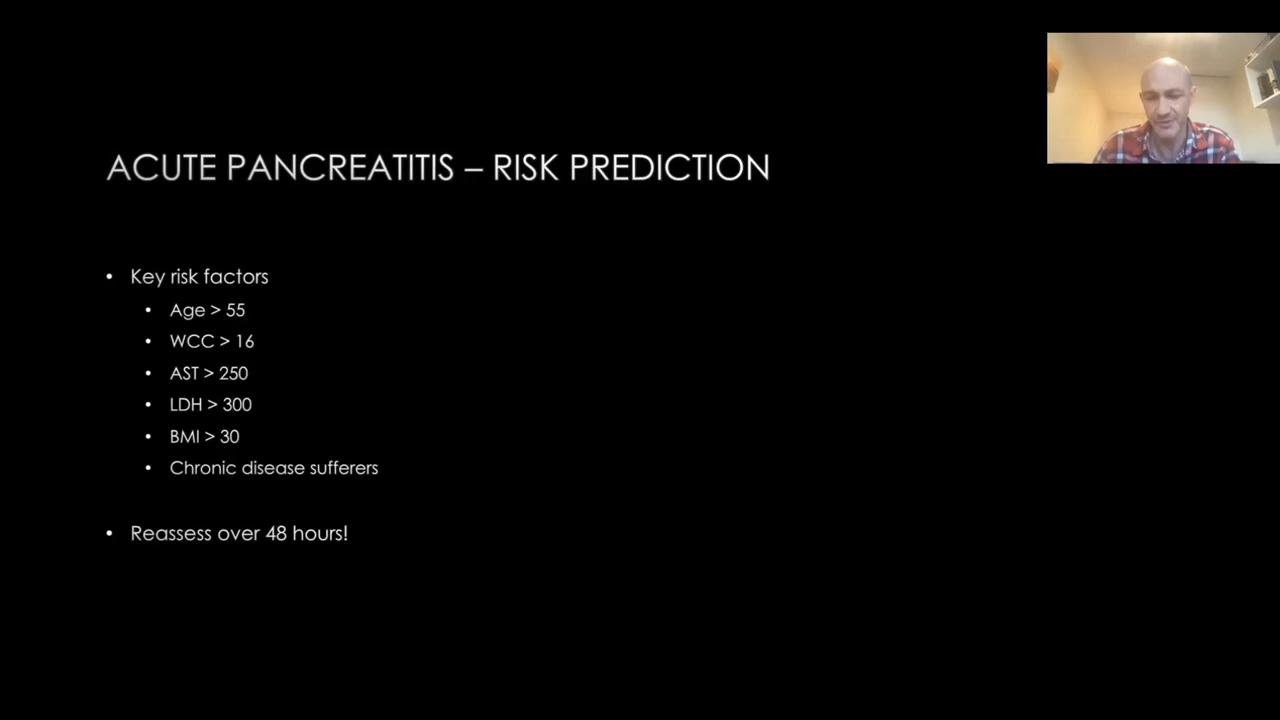 ACUTE PANCREATITIS – RISK PREDICTION
• Key risk factors
• Age > 55
• WCC > 16
• AST > 250
• LDH > 300
• BMI > 30
• Chronic disease sufferers
• Reassess over 48 hours!